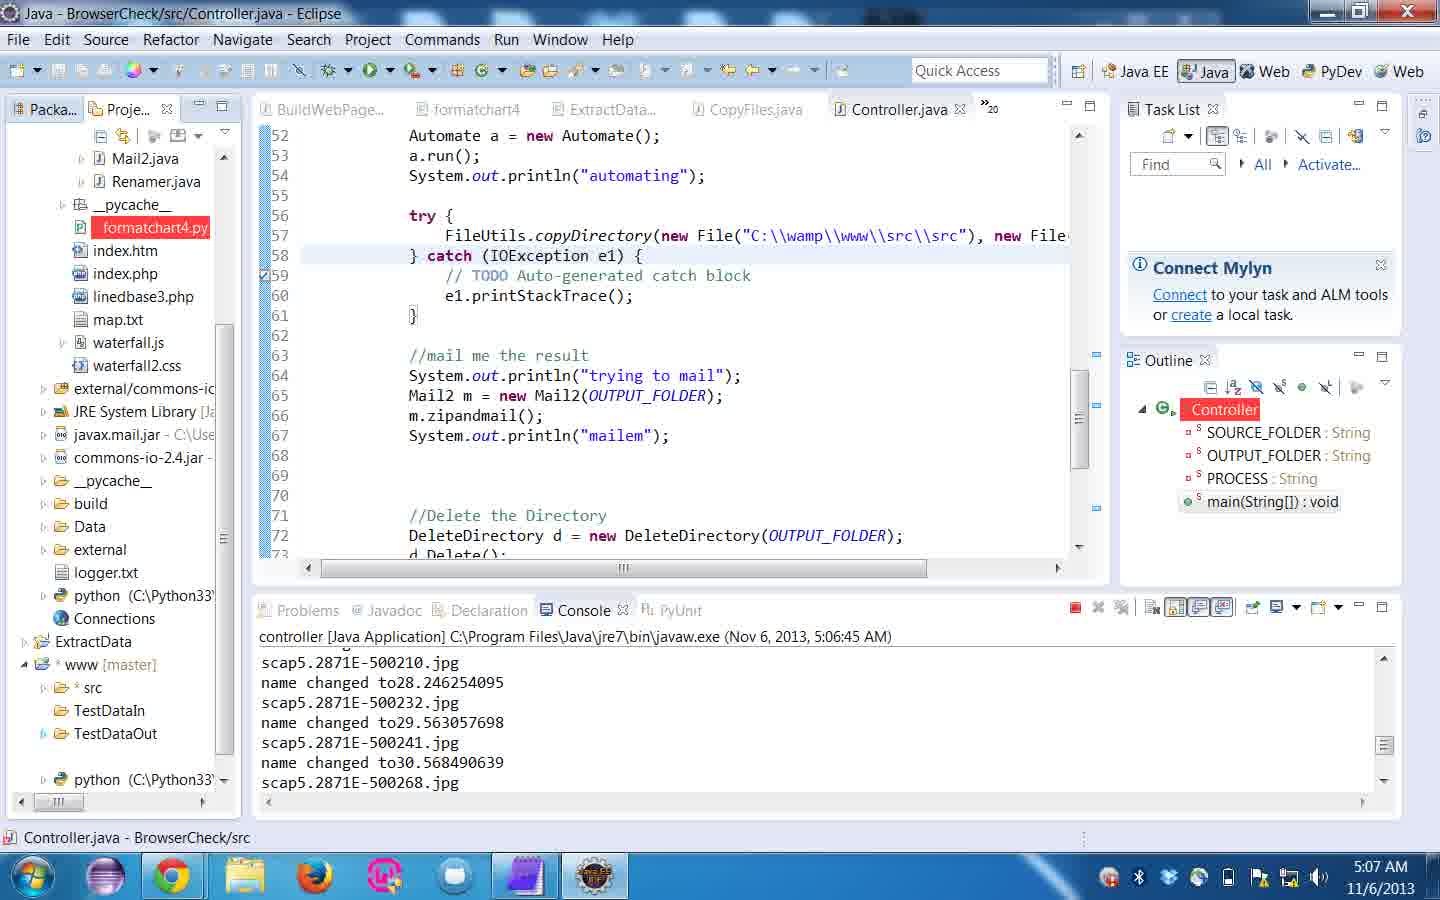 Java - BrowserCheck/src/Controller.java - Eclipse
File Edit Source Refactor Navigate Search Project Commands Run Window Help
Quick Access
Java EE Java Web PyDev Web
Packa... Proje...
Mail2.java
Renamer.java
__pycache__
formatchart4.py
index.htm
index.php
linedbase3.php
map.txt
waterfall.js
waterfall2.css
external/commons-ic
JRE System Library [Ja
javax.mail.jar - C:\Use
commons-io-2.4.jar -
__pycache__
build
Data
external
logger.txt
python (C:\Python33\
Connections
ExtractData
* www [master]
* src
TestDataIn
TestDataOut
python (C:\Python33\
BuildWebPage... formatchart4 ExtractData... CopyFiles.java Controller.java »20
52 Automate a = new Automate();
53 a.run();
54 System.out.println("automating");
55
56 try {
57 FileUtils.copyDirectory(new File("C:\\wamp\\www\\src\\src"), new File(
58 } catch (IOException e1) {
59 // TODO Auto-generated catch block
60 e1.printStackTrace();
61 }
62
63 //mail me the result
64 System.out.println("trying to mail");
65 Mail2 m = new Mail2(OUTPUT_FOLDER);
66 m.zipandmail();
67 System.out.println("mailem");
68
69
70
71 //Delete the Directory
72 DeleteDirectory d = new DeleteDirectory(OUTPUT_FOLDER);
73 d.Delete();
Task List
Find All Activate...
Connect Mylyn
Connect to your task and ALM tools
or create a local task.
Outline
Controller
SOURCE_FOLDER : String
OUTPUT_FOLDER : String
PROCESS : String
main(String[]) : void
Problems @ Javadoc Declaration Console PyUnit
controller [Java Application] C:\Program Files\Java\jre7\bin\javaw.exe (Nov 6, 2013, 5:06:45 AM)
scap5.2871E-500210.jpg
name changed to28.246254095
scap5.2871E-500232.jpg
name changed to29.563057698
scap5.2871E-500241.jpg
name changed to30.568490639
scap5.2871E-500268.jpg
Controller.java - BrowserCheck/src
5:07 AM
11/6/2013